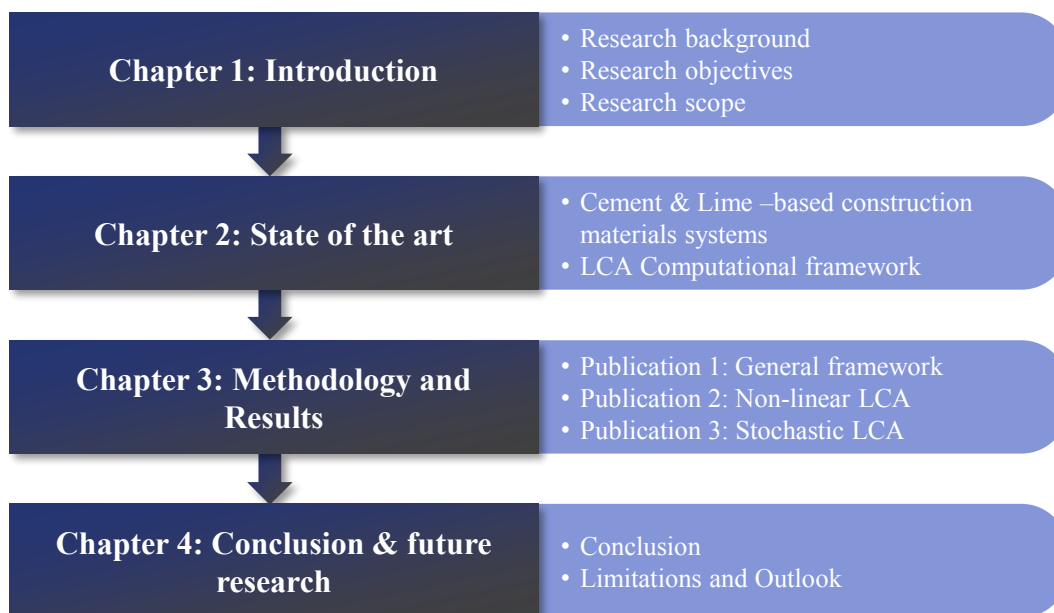 Chapter 1: Introduction
• Research background
• Research objectives
• Research scope
Chapter 2: State of the art
• Cement & Lime –based construction
materials systems
• LCA Computational framework
Chapter 3: Methodology and
Results
• Publication 1: General framework
• Publication 2: Non-linear LCA
• Publication 3: Stochastic LCA
Chapter 4: Conclusion & future
research
• Conclusion
• Limitations and Outlook